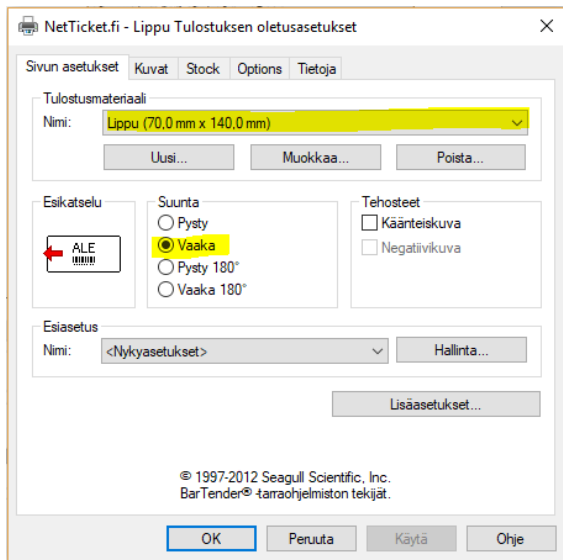 NetTicket.fi - Lippu Tulostuksen oletusasetukset
Sivun asetukset Kuvat Stock Options Tietoja
Tulostusmateriaali
Nimi: Lippu (70,0 mm x 140,0 mm)
Uusi... Muokkaa... Poista...
Esikatselu Suunta Tehosteet
Pysty Käänteiskuva
ALE Vaaka Negatiivikuva
Pysty 180°
Vaaka 180°
Esiasetus
Nimi: <Nykyasetukset> Hallinta...
Lisäasetukset...
© 1997-2012 Seagull Scientific, Inc.
BarTender® -tarraohjelmiston tekijät.
OK Peruuta Käytä Ohje